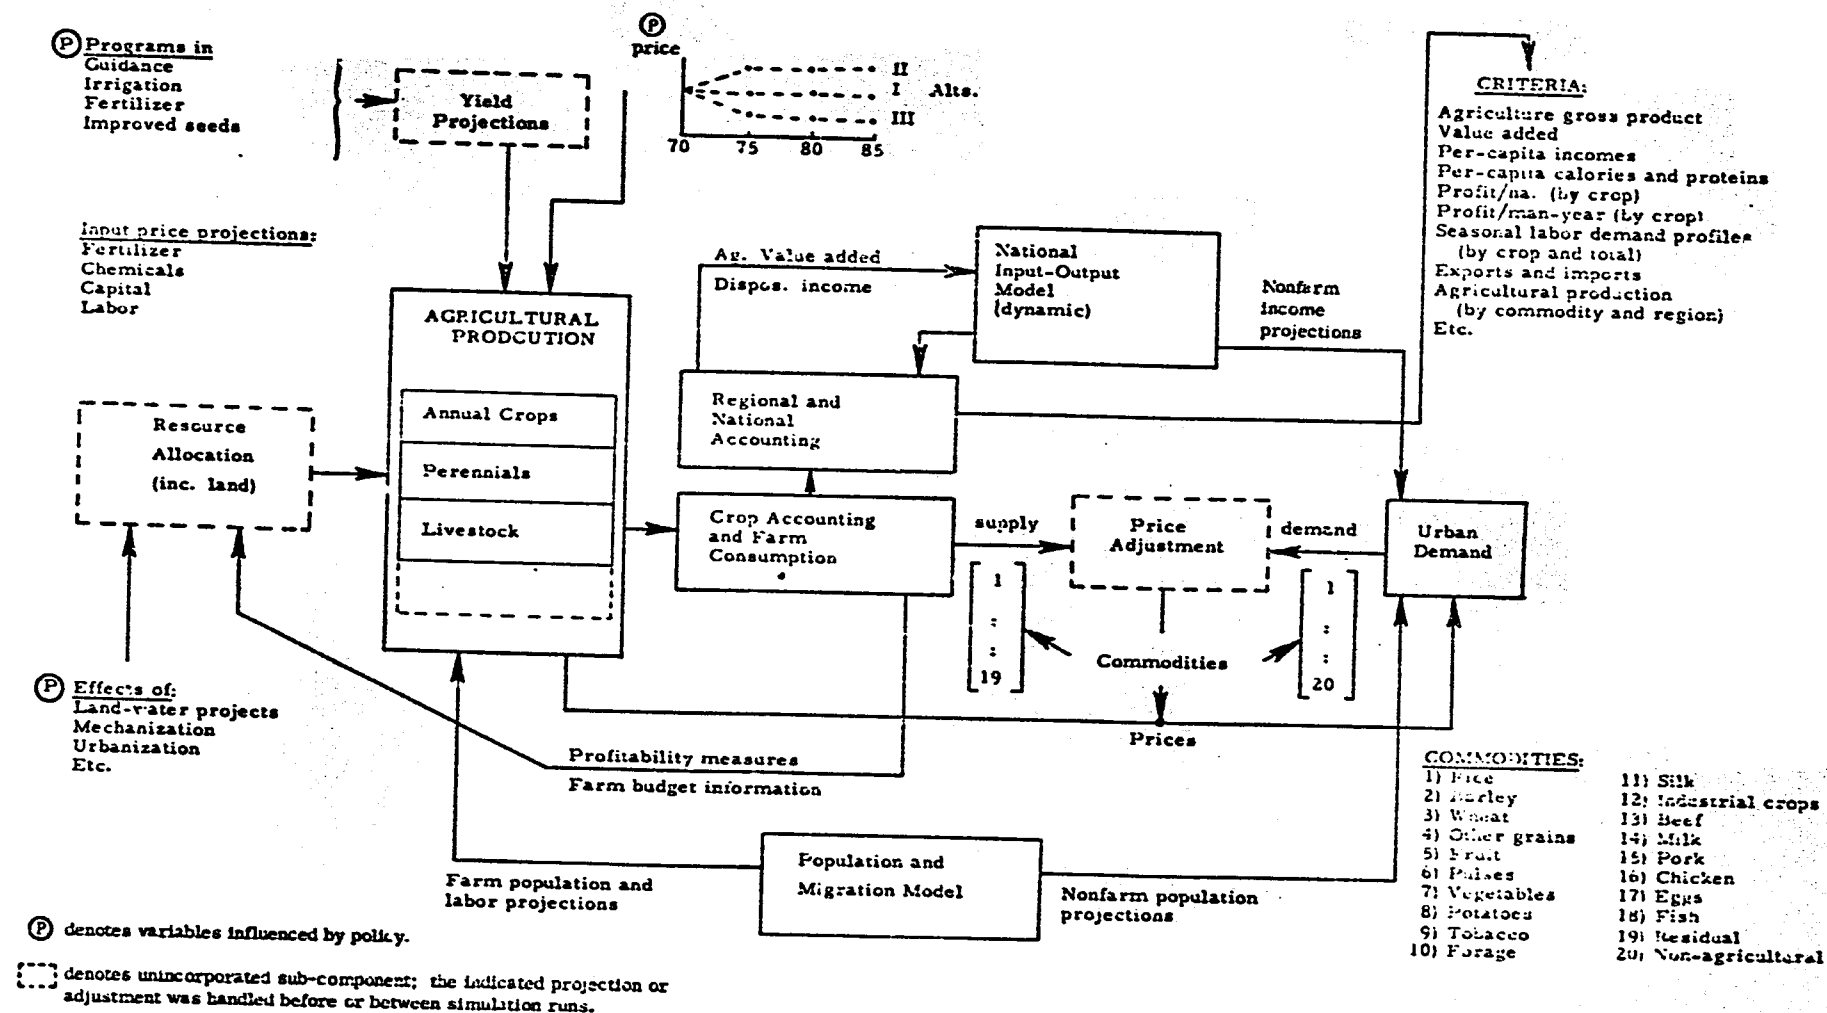 Ⓟ Programs in
Guidance
Irrigation
Fertilizer
Improved seeds
Yield
Projections
Ⓟ
price
II
I Alts.
III
70 75 80 85
CRITERIA:
Agriculture gross product
Value added
Per-capita incomes
Per-capita calories and proteins
Profit/ha. (by crop)
Profit/man-year (by crop)
Seasonal labor demand profiles
(by crop and total)
Exports and imports
Agricultural production
(by commodity and region)
Etc.
Input price projections:
Fertilizer
Chemicals
Capital
Labor
AGRICULTURAL
PRODCUTION
Annual Crops
Perennials
Livestock
Ag. Value added
Dispos. income
National
Input-Output
Model
(dynamic)
Nonfarm
income
projections
Resource
Allocation
(inc. land)
Regional and
National
Accounting
Crop Accounting
and Farm
Consumption
supply
Price
Adjustment
demand
Urban
Demand
1
:
:
19
Commodities
1
:
:
20
Prices
Ⓟ Effects of:
Land-water projects
Mechanization
Urbanization
Etc.
Profitability measures
Farm budget information
Population and
Migration Model
Farm population and
labor projections
Nonfarm population
projections
COMMODITIES:
1) Rice
2) Barley
3) Wheat
4) Other grains
5) Fruit
6) Pulses
7) Vegetables
8) Potatoes
9) Tobacco
10) Forage
11) Silk
12) Industrial crops
13) Beef
14) Milk
15) Pork
16) Chicken
17) Eggs
18) Fish
19) Residual
20) Non-agricultural
Ⓟ denotes variables influenced by policy.
denotes unincorporated sub-component; the indicated projection or
adjustment was handled before or between simulation runs.